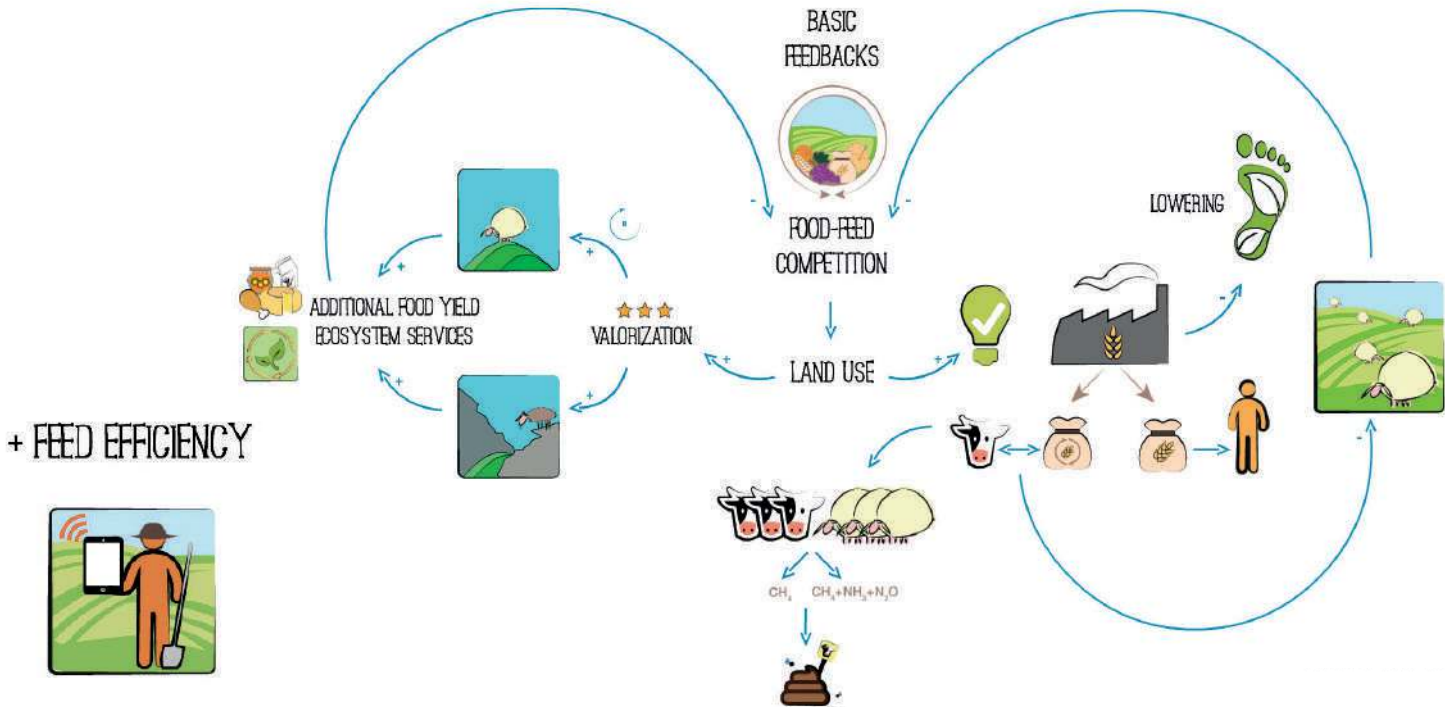 BASIC
FEEDBACKS
LOWERING
FOOD-FEED
COMPETITION
ADDITIONAL FOOD YIELD
ECOSYSTEM SERVICES
VALORIZATION
LAND USE
+ FEED EFFICIENCY
CH₄ CH₄+NH₃+N₂O
-
-
-
-
+
+
+
+
+
+